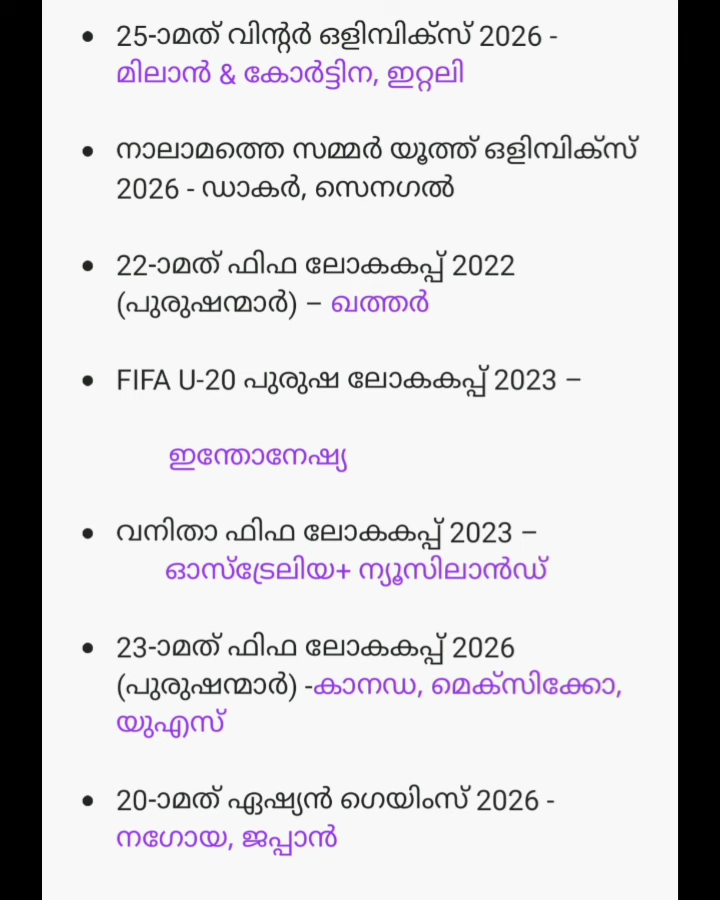 • 25-ാമത് വിന്റർ ഒളിമ്പിക്സ് 2026 -
മിലാൻ & കോർട്ടിന, ഇറ്റലി
• നാലാമത്തെ സമ്മർ യൂത്ത് ഒളിമ്പിക്സ്
2026 - ഡാകർ, സെനഗൽ
• 22-ാമത് ഫിഫ ലോകകപ്പ് 2022
(പുരുഷന്മാർ) – ഖത്തർ
• FIFA U-20 പുരുഷ ലോകകപ്പ് 2023 –
ഇന്തോനേഷ്യ
• വനിതാ ഫിഫ ലോകകപ്പ് 2023 –
ഓസ്ട്രേലിയ+ ന്യൂസിലാൻഡ്
• 23-ാമത് ഫിഫ ലോകകപ്പ് 2026
(പുരുഷന്മാർ) -കാനഡ, മെക്സിക്കോ,
യുഎസ്
• 20-ാമത് ഏഷ്യൻ ഗെയിംസ് 2026 -
നഗോയ, ജപ്പാൻ